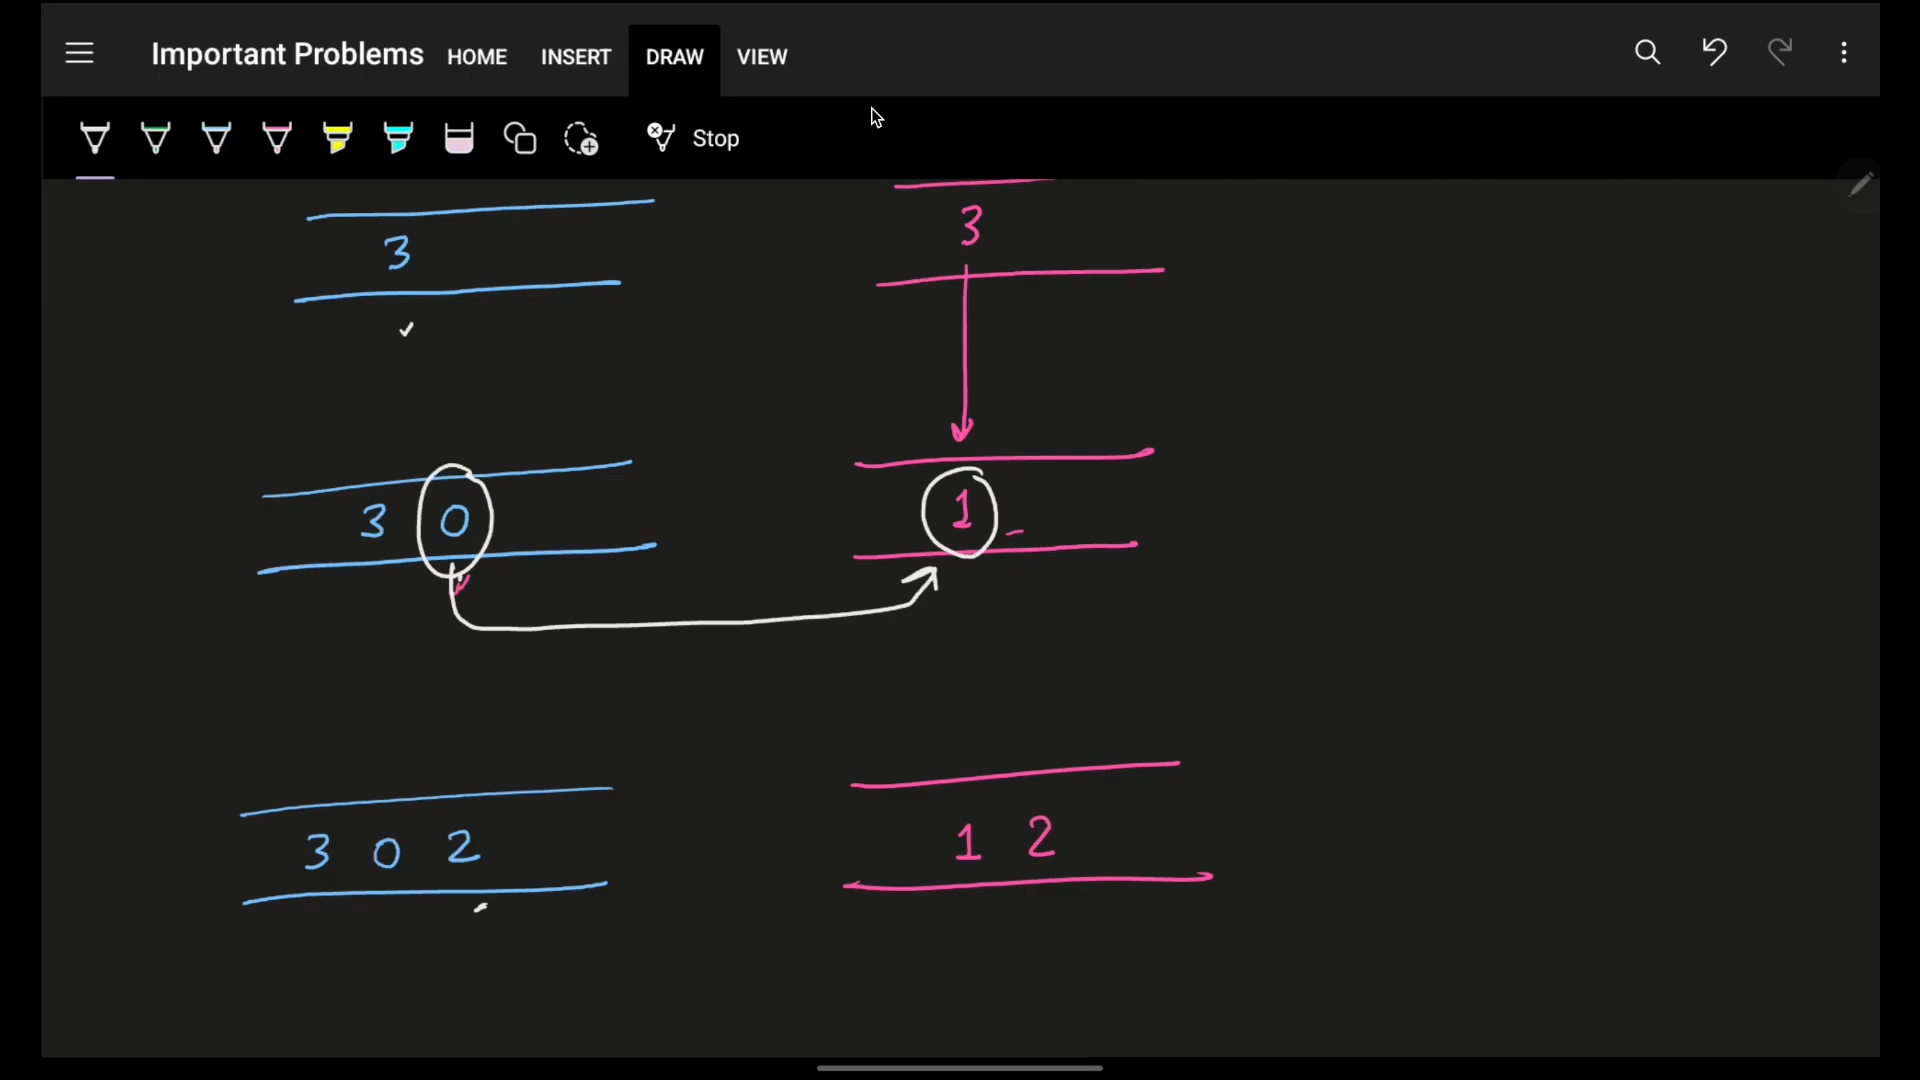 Important Problems HOME INSERT DRAW VIEW
Stop
3 3
3 0 1
3 0 2 1 2